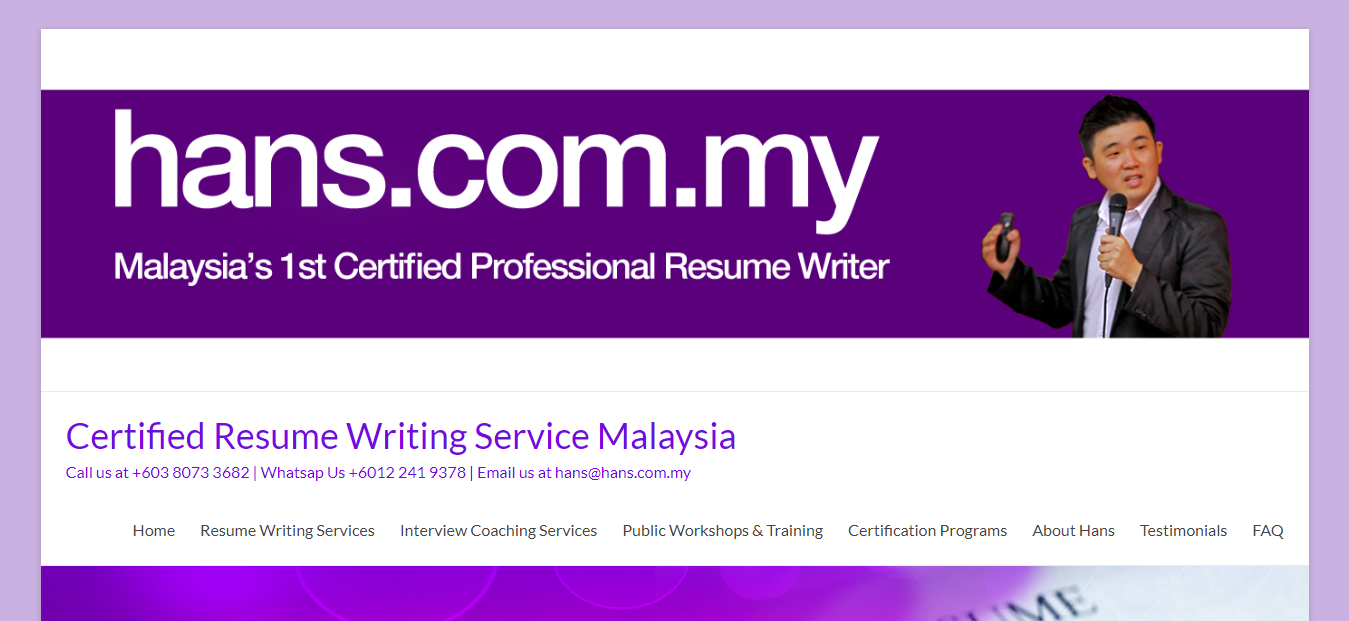 hans.com.my
Malaysia's 1st Certified Professional Resume Writer
Certified Resume Writing Service Malaysia
Call us at +603 8073 3682 | Whatsap Us +6012 241 9378 | Email us at hans@hans.com.my
Home Resume Writing Services Interview Coaching Services Public Workshops & Training Certification Programs About Hans Testimonials FAQ